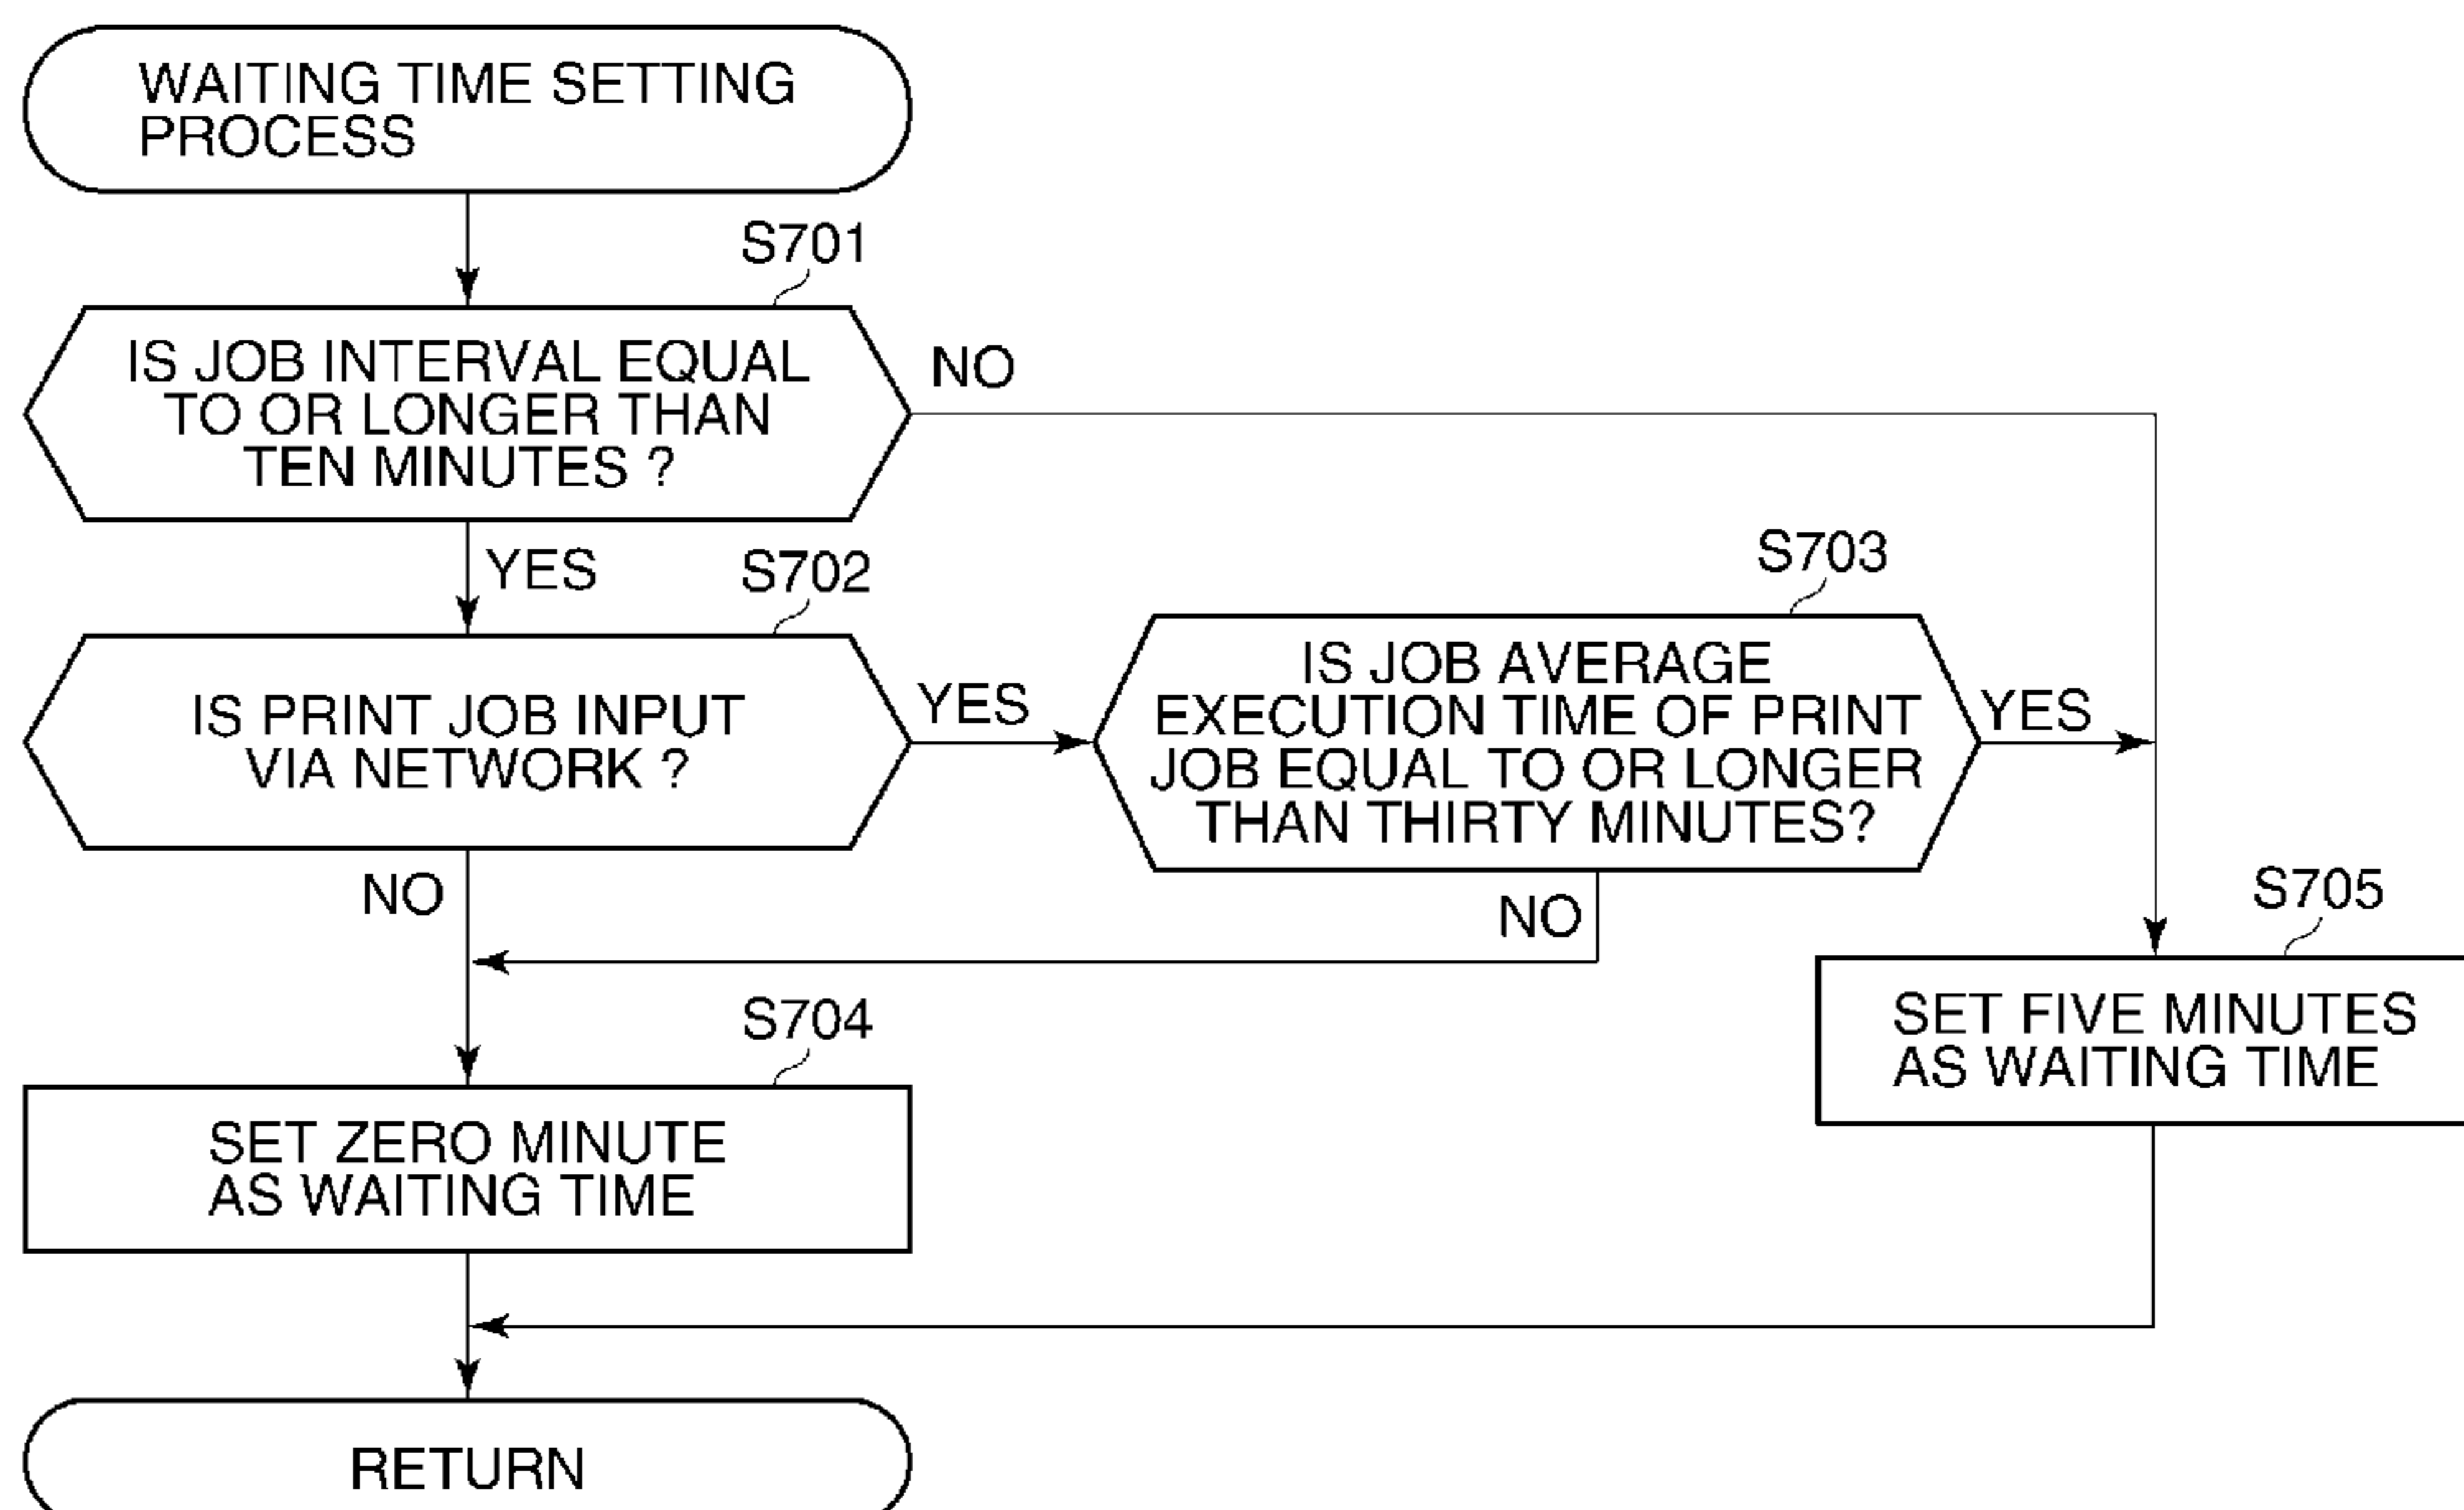 WAITING TIME SETTING
PROCESS
S701
IS JOB INTERVAL EQUAL
TO OR LONGER THAN
TEN MINUTES ?
NO
YES
S702
IS PRINT JOB INPUT
VIA NETWORK ?
YES
S703
IS JOB AVERAGE
EXECUTION TIME OF PRINT
JOB EQUAL TO OR LONGER
THAN THIRTY MINUTES?
YES
NO
NO
S705
SET FIVE MINUTES
AS WAITING TIME
S704
SET ZERO MINUTE
AS WAITING TIME
RETURN